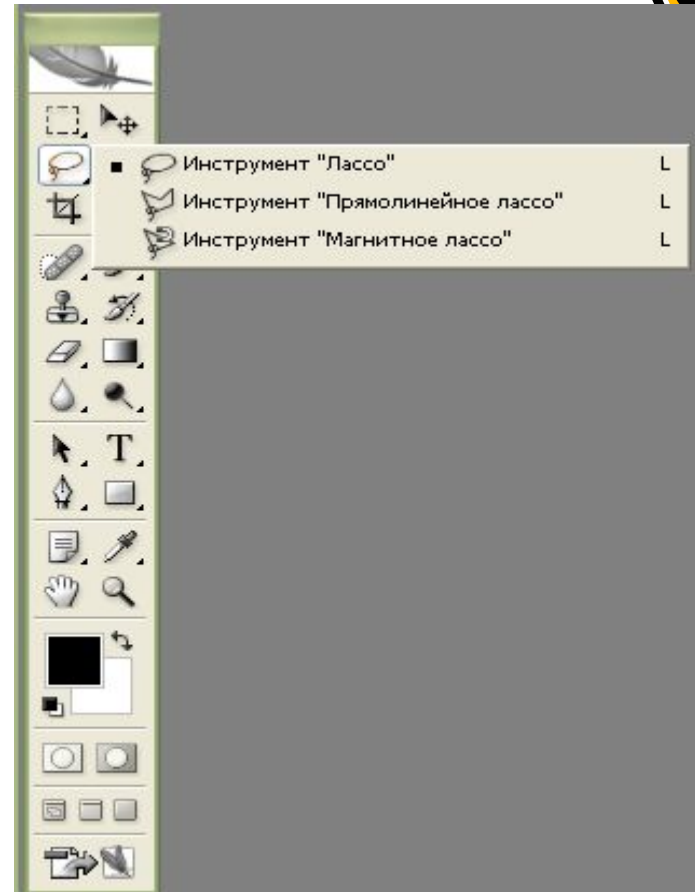 Инструмент "Лассо" L
Инструмент "Прямолинейное лассо" L
Инструмент "Магнитное лассо" L
T